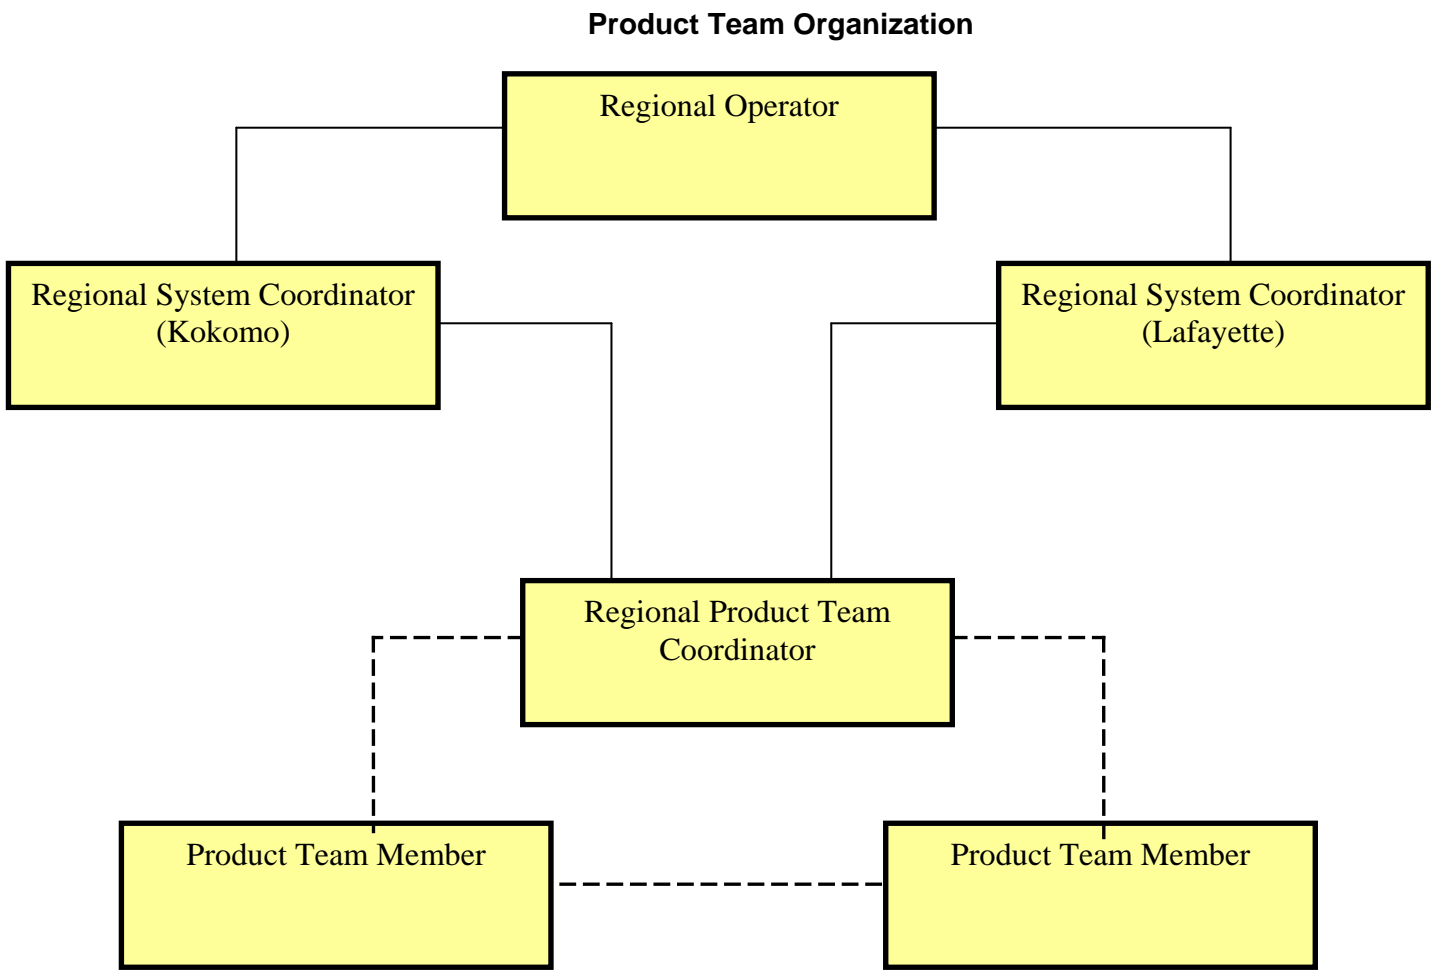 Product Team Organization
Regional Operator
Regional System Coordinator
(Kokomo)
Regional System Coordinator
(Lafayette)
Regional Product Team
Coordinator
Product Team Member
Product Team Member